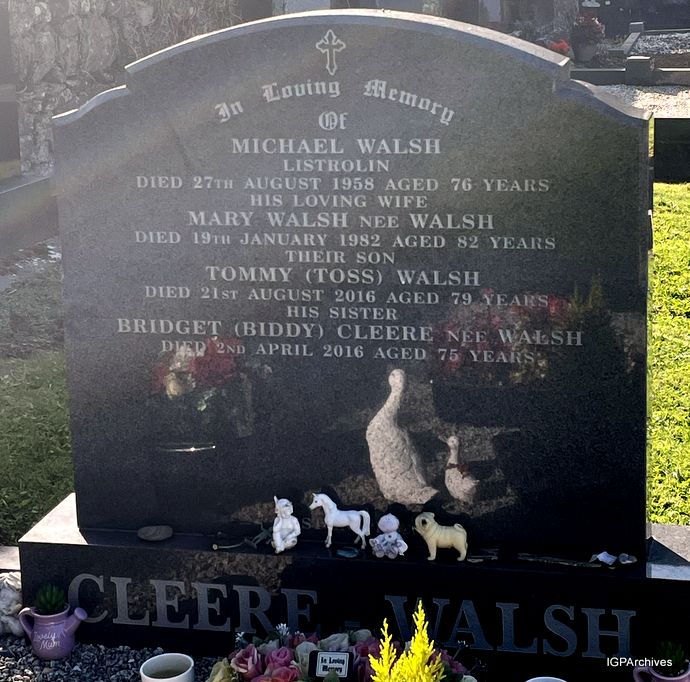 In Loving Memory
Of
MICHAEL WALSH
LISTROLIN
DIED 27TH AUGUST 1958 AGED 76 YEARS
HIS LOVING WIFE
MARY WALSH NEE WALSH
DIED 19TH JANUARY 1982 AGED 82 YEARS
THEIR SON
TOMMY (TOSS) WALSH
DIED 21ST AUGUST 2016 AGED 79 YEARS
HIS SISTER
BRIDGET (BIDDY) CLEERE NEE WALSH
DIED 2ND APRIL 2016 AGED 75 YEARS
CLEERE - WALSH
Lovely Mum
In Loving
Memory
IGPArchives